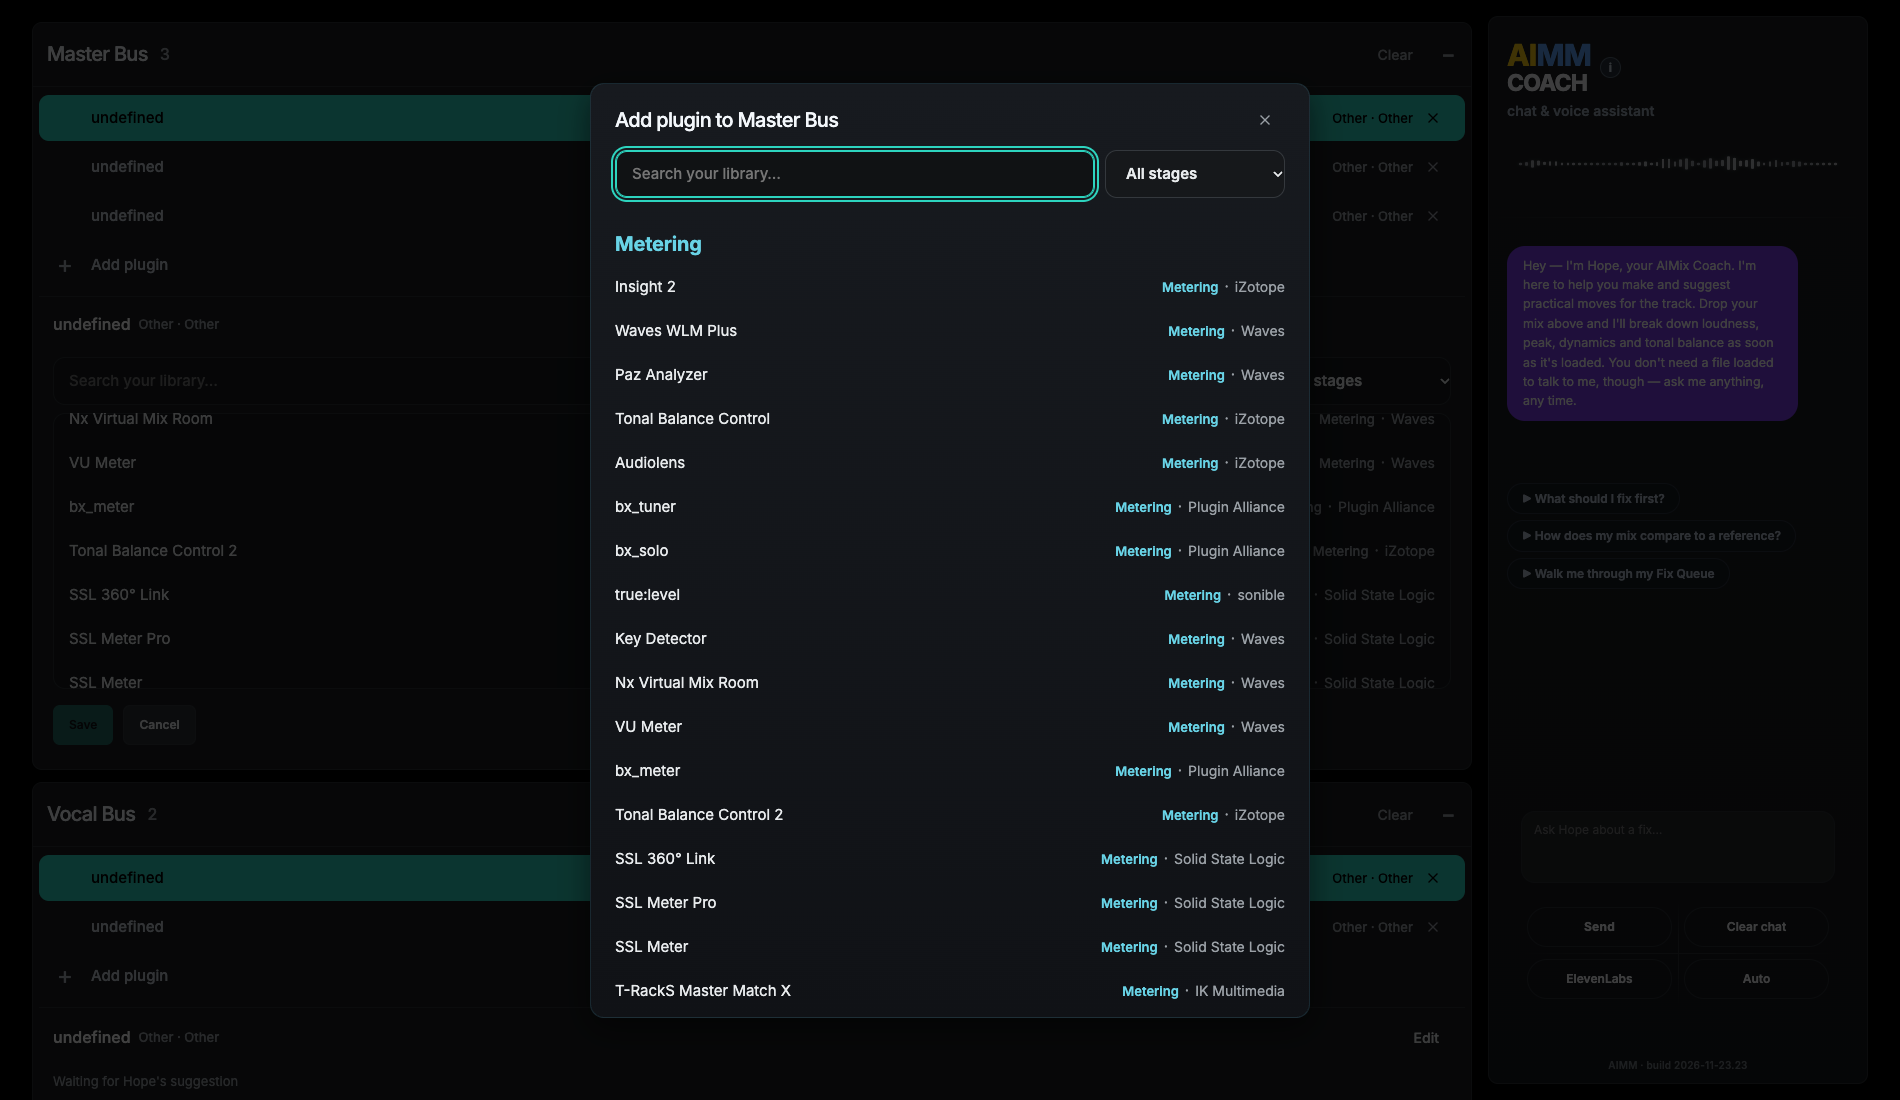 Master Bus 3
Clear
undefined
Other · Other
undefined
Other · Other
undefined
Other · Other
Add plugin
undefined Other · Other
Search your library...
stages
Nx Virtual Mix Room
Metering · Waves
VU Meter
Metering · Waves
bx_meter
· Plugin Alliance
Tonal Balance Control 2
Metering · iZotope
SSL 360° Link
· Solid State Logic
SSL Meter Pro
· Solid State Logic
SSL Meter
· Solid State Logic
Save
Cancel
Vocal Bus 2
Clear
undefined
Other · Other
undefined
Other · Other
Add plugin
undefined Other · Other
Edit
Waiting for Hope's suggestion
Add plugin to Master Bus
Search your library...
All stages
Metering
Insight 2
Metering · iZotope
Waves WLM Plus
Metering · Waves
Paz Analyzer
Metering · Waves
Tonal Balance Control
Metering · iZotope
Audiolens
Metering · iZotope
bx_tuner
Metering · Plugin Alliance
bx_solo
Metering · Plugin Alliance
true:level
Metering · sonible
Key Detector
Metering · Waves
Nx Virtual Mix Room
Metering · Waves
VU Meter
Metering · Waves
bx_meter
Metering · Plugin Alliance
Tonal Balance Control 2
Metering · iZotope
SSL 360° Link
Metering · Solid State Logic
SSL Meter Pro
Metering · Solid State Logic
SSL Meter
Metering · Solid State Logic
T-RackS Master Match X
Metering · IK Multimedia
AIMM
COACH
i
chat & voice assistant
Hey — I'm Hope, your AIMix Coach. I'm
here to help you make and suggest
practical moves for the track. Drop your
mix above and I'll break down loudness,
peak, dynamics and tonal balance as soon
as it's loaded. You don't need a file loaded
to talk to me, though — ask me anything,
any time.
What should I fix first?
How does my mix compare to a reference?
Walk me through my Fix Queue
Ask Hope about a fix...
Send
Clear chat
ElevenLabs
Auto
AIMM · build 2026-11-23.23